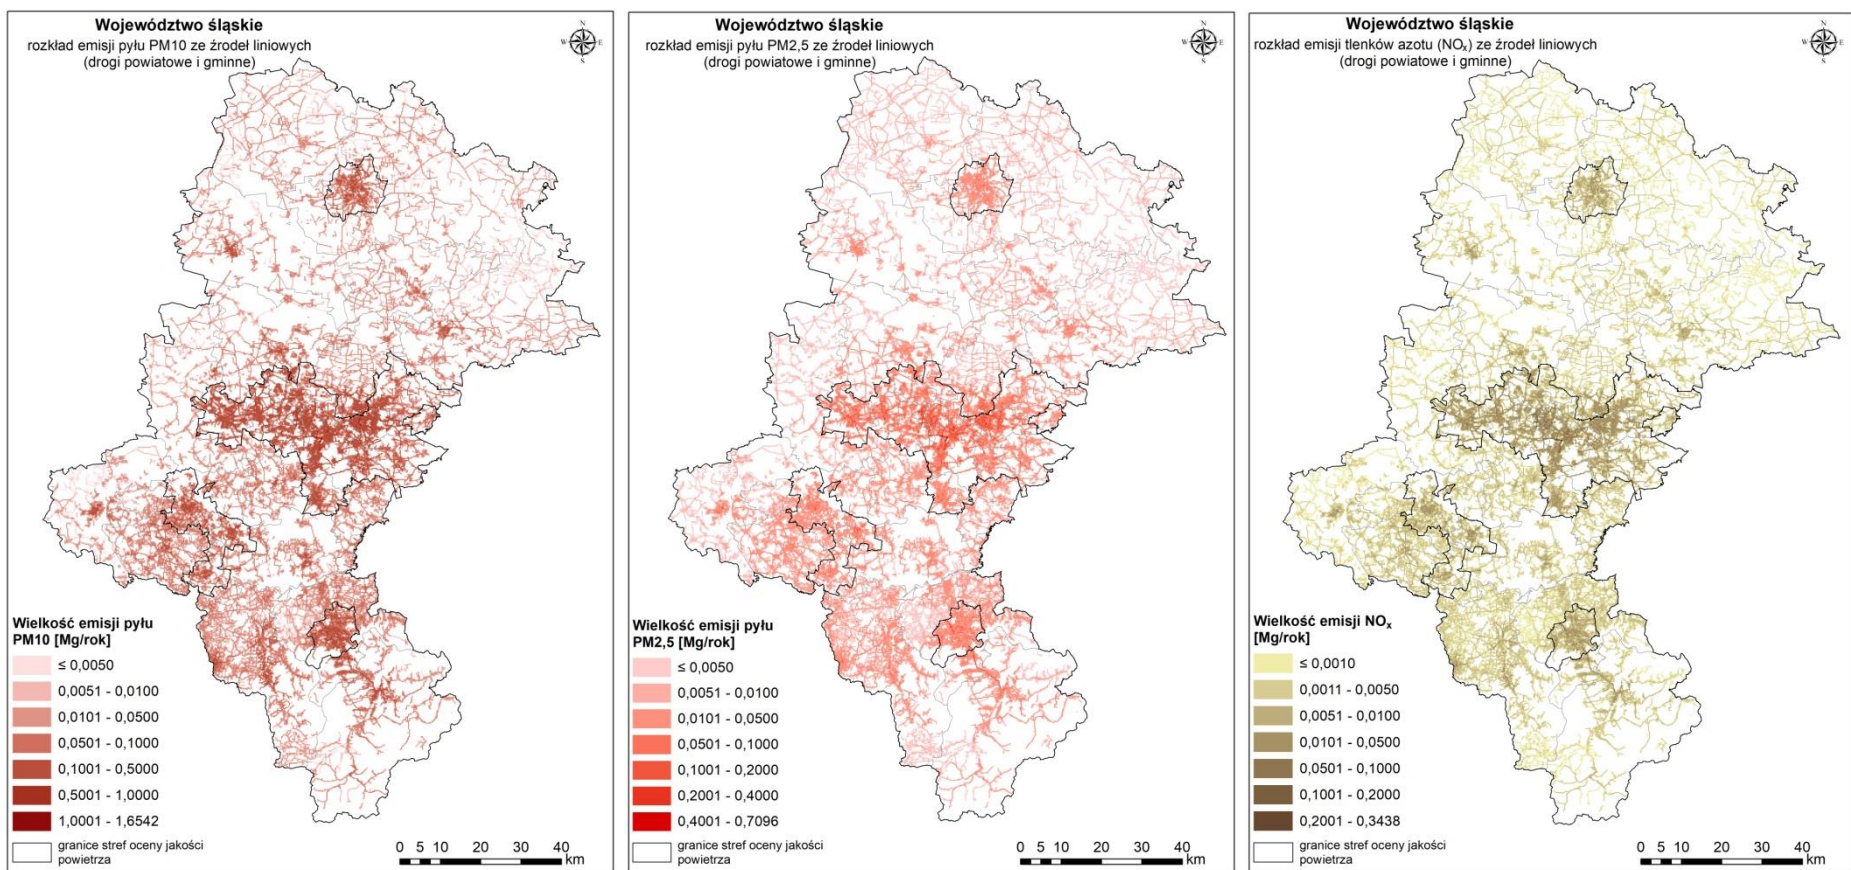 Województwo śląskie
rozkład emisji pyłu PM10 ze źrodeł liniowych
(drogi powiatowe i gminne)
N
W E
S
Wielkość emisji pyłu
PM10 [Mg/rok]
≤ 0,0050
0,0051 - 0,0100
0,0101 - 0,0500
0,0501 - 0,1000
0,1001 - 0,5000
0,5001 - 1,0000
1,0001 - 1,6542
granice stref oceny jakości
powietrza
0 5 10 20 30 40
km
Województwo śląskie
rozkład emisji pyłu PM2,5 ze źrodeł liniowych
(drogi powiatowe i gminne)
N
W E
S
Wielkość emisji pyłu
PM2,5 [Mg/rok]
≤ 0,0050
0,0051 - 0,0100
0,0101 - 0,0500
0,0501 - 0,1000
0,1001 - 0,2000
0,2001 - 0,4000
0,4001 - 0,7096
granice stref oceny jakości
powietrza
0 5 10 20 30 40
km
Województwo śląskie
rozkład emisji tlenków azotu (NOₓ) ze źrodeł liniowych
(drogi powiatowe i gminne)
N
W E
S
Wielkość emisji NOₓ
[Mg/rok]
≤ 0,0010
0,0011 - 0,0050
0,0051 - 0,0100
0,0101 - 0,0500
0,0501 - 0,1000
0,1001 - 0,2000
0,2001 - 0,3438
granice stref oceny jakości
powietrza
0 5 10 20 30 40
km